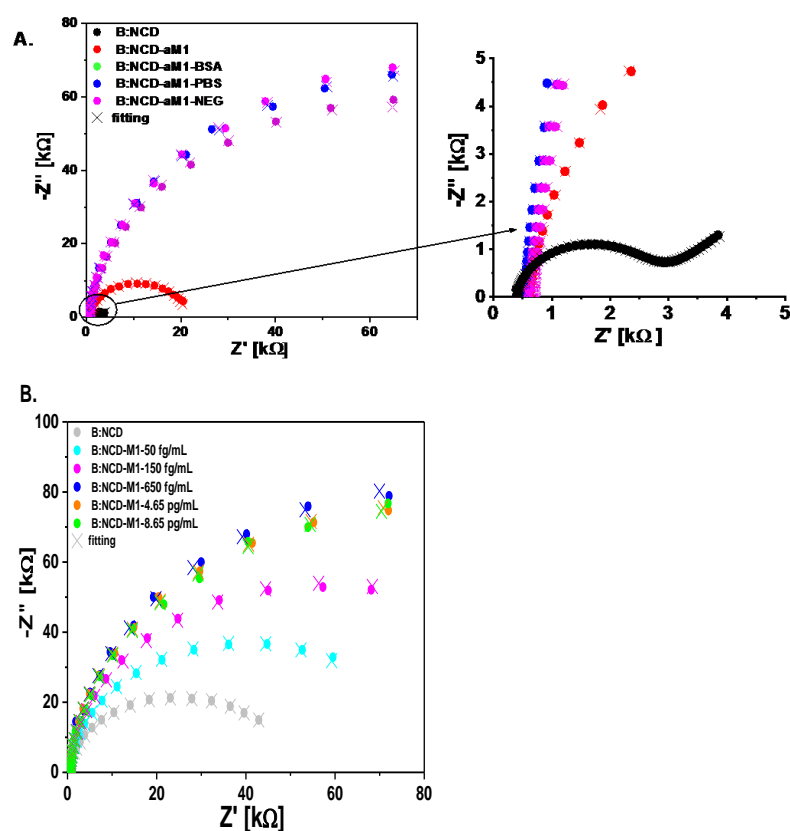 A.
B:NCD
B:NCD-aM1
B:NCD-aM1-BSA
B:NCD-aM1-PBS
B:NCD-aM1-NEG
fitting
-Z'' [kΩ]
80
60
40
20
0
0 20 40 60
Z' [kΩ]
-Z'' [kΩ]
5
4
3
2
1
0
0 1 2 3 4 5
Z' [kΩ]
B.
B:NCD
B:NCD-M1-50 fg/mL
B:NCD-M1-150 fg/mL
B:NCD-M1-650 fg/mL
B:NCD-M1-4.65 pg/mL
B:NCD-M1-8.65 pg/mL
fitting
-Z'' [kΩ]
100
80
60
40
20
0
0 20 40 60 80
Z' [kΩ]